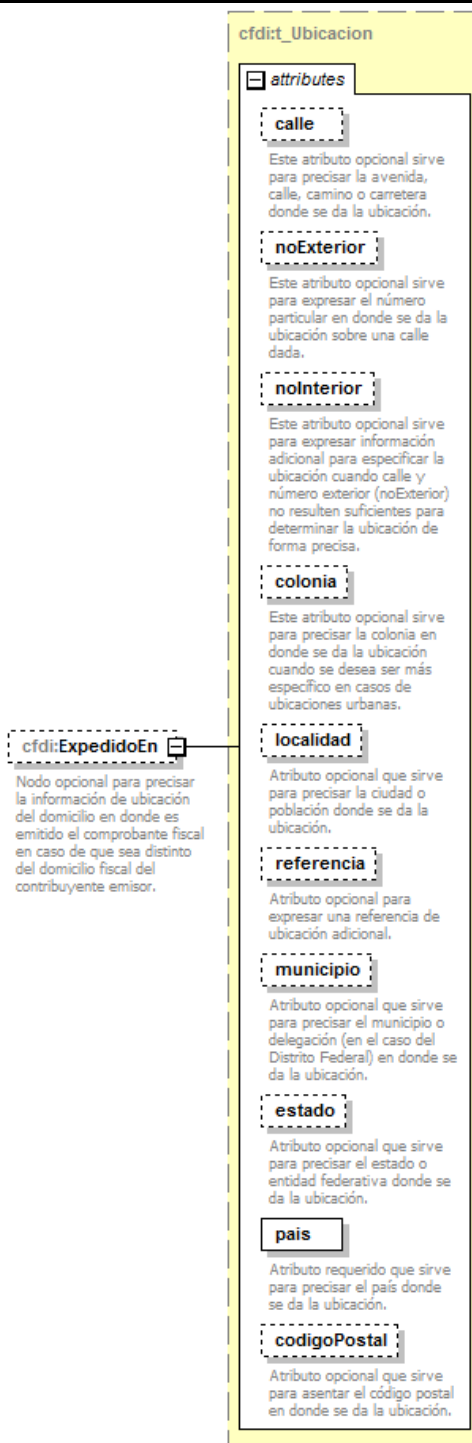 cfdi:t_Ubicacion
attributes
calle
Este atributo opcional sirve
para precisar la avenida,
calle, camino o carretera
donde se da la ubicación.
noExterior
Este atributo opcional sirve
para expresar el número
particular en donde se da la
ubicación sobre una calle
dada.
noInterior
Este atributo opcional sirve
para expresar información
adicional para especificar la
ubicación cuando calle y
número exterior (noExterior)
no resulten suficientes para
determinar la ubicación de
forma precisa.
colonia
Este atributo opcional sirve
para precisar la colonia en
donde se da la ubicación
cuando se desea ser más
específico en casos de
ubicaciones urbanas.
cfdi:ExpedidoEn
Nodo opcional para precisar
la información de ubicación
del domicilio en donde es
emitido el comprobante fiscal
en caso de que sea distinto
del domicilio fiscal del
contribuyente emisor.
localidad
Atributo opcional que sirve
para precisar la ciudad o
población donde se da la
ubicación.
referencia
Atributo opcional para
expresar una referencia de
ubicación adicional.
municipio
Atributo opcional que sirve
para precisar el municipio o
delegación (en el caso del
Distrito Federal) en donde se
da la ubicación.
estado
Atributo opcional que sirve
para precisar el estado o
entidad federativa donde se
da la ubicación.
pais
Atributo requerido que sirve
para precisar el país donde
se da la ubicación.
codigoPostal
Atributo opcional que sirve
para asentar el código postal
en donde se da la ubicación.